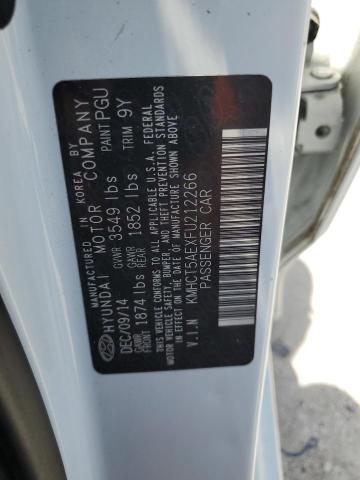 MFD. IN KOREA BY
HYUNDAI MOTOR COMPANY
DEC/09/14 GVWR 3549 lbs PAINT PGU
GAWR FRONT 1874 lbs GAWR REAR 1852 lbs TRIM 9Y
THIS VEHICLE CONFORMS TO ALL APPLICABLE U.S.A. FEDERAL
MOTOR VEHICLE SAFETY, BUMPER, AND THEFT PREVENTION
STANDARDS IN EFFECT ON THE DATE OF MANUFACTURE SHOWN ABOVE
V.I.N KMHCT5AEXFU212266
PASSENGER CAR